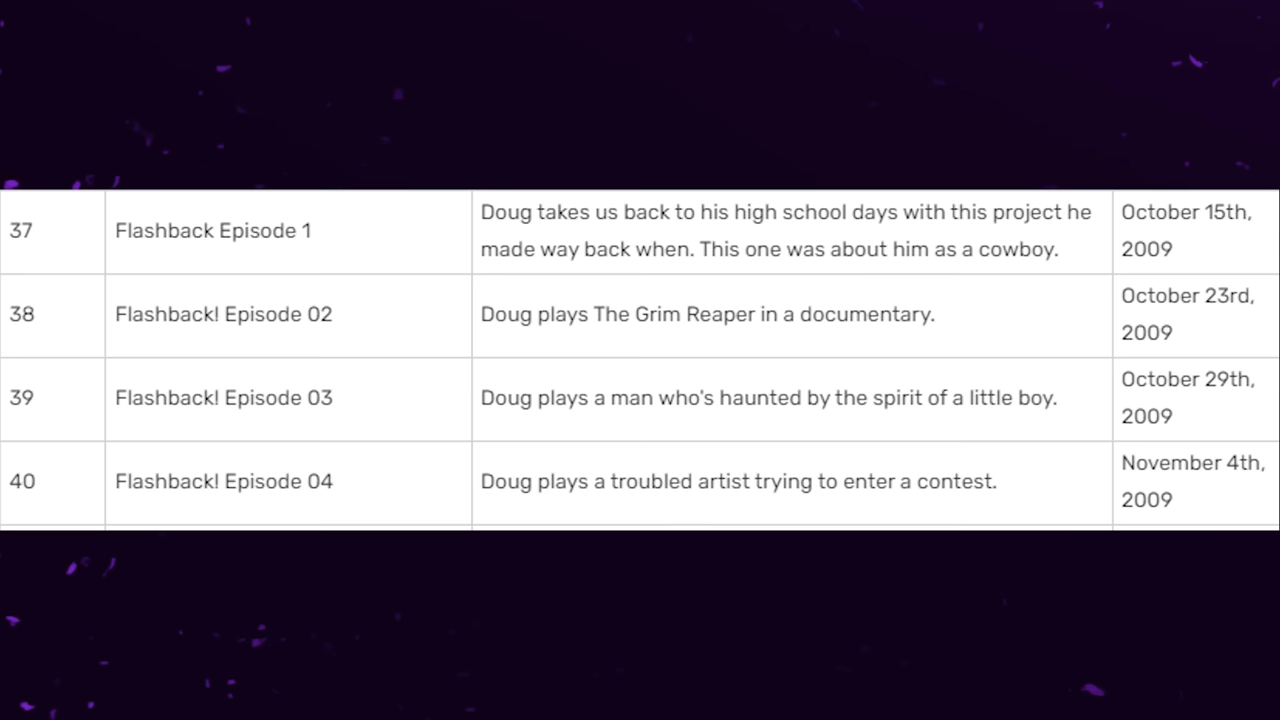 37
Flashback Episode 1
Doug takes us back to his high school days with this project he
made way back when. This one was about him as a cowboy.
October 15th,
2009
38
Flashback! Episode 02
Doug plays The Grim Reaper in a documentary.
October 23rd,
2009
39
Flashback! Episode 03
Doug plays a man who's haunted by the spirit of a little boy.
October 29th,
2009
40
Flashback! Episode 04
Doug plays a troubled artist trying to enter a contest.
November 4th,
2009